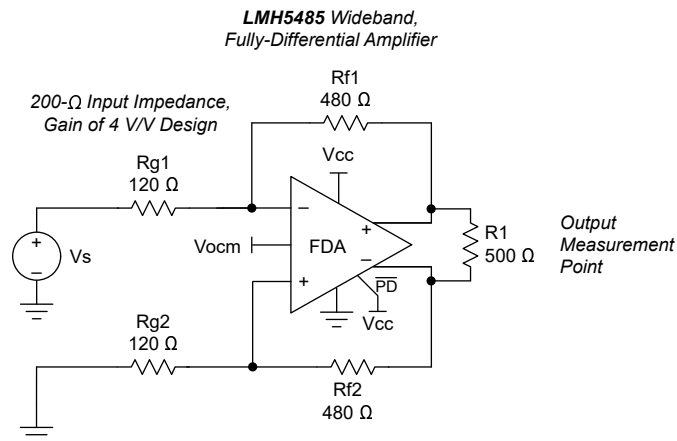 LMH5485 Wideband,
Fully-Differential Amplifier
200-Ω Input Impedance,
Gain of 4 V/V Design
Rf1
480 Ω
Rg1
120 Ω
Vcc
−
+
Vocm
FDA
R1
500 Ω
Output
Measurement
Point
+
−
Vs
−
+
PD
Vcc
Rg2
120 Ω
Rf2
480 Ω